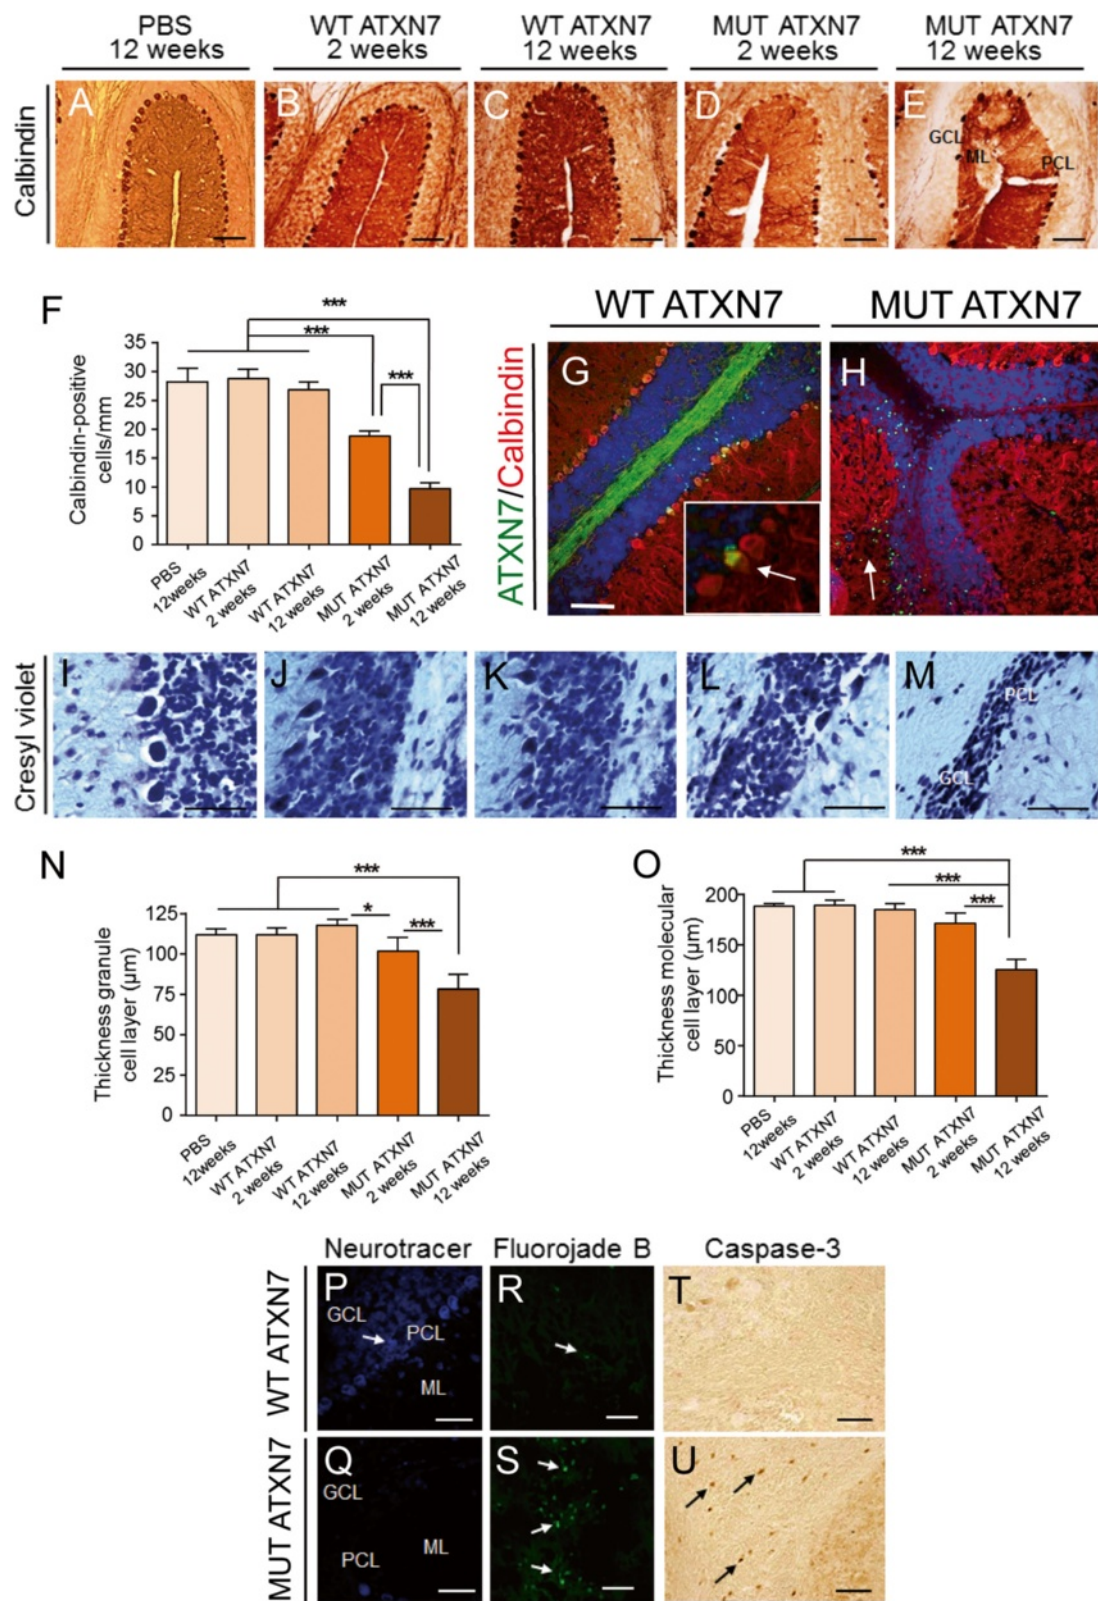 PBS
12 weeks
WT ATXN7
2 weeks
WT ATXN7
12 weeks
MUT ATXN7
2 weeks
MUT ATXN7
12 weeks
Calbindin
A
B
C
D
E
GCL
ML
PCL
F
Calbindin-positive
cells/mm
35
30
25
20
15
10
5
0
***
***
***
PBS
12weeks
WT ATXN7
2 weeks
WT ATXN7
12 weeks
MUT ATXN7
2 weeks
MUT ATXN7
12 weeks
WT ATXN7
MUT ATXN7
ATXN7/Calbindin
G
H
Cresyl violet
I
J
K
L
M
PCL
GCL
N
Thickness granule
cell layer (µm)
125
100
75
50
25
0
***
*
***
PBS
12weeks
WT ATXN7
2 weeks
WT ATXN7
12 weeks
MUT ATXN7
2 weeks
MUT ATXN7
12 weeks
O
Thickness molecular
cell layer (µm)
200
150
100
50
0
***
***
***
PBS
12weeks
WT ATXN7
2 weeks
WT ATXN7
12 weeks
MUT ATXN7
2 weeks
MUT ATXN7
12 weeks
Neurotracer
Fluorojade B
Caspase-3
WT ATXN7
P
GCL
PCL
ML
R
T
MUT ATXN7
Q
GCL
ML
PCL
S
U